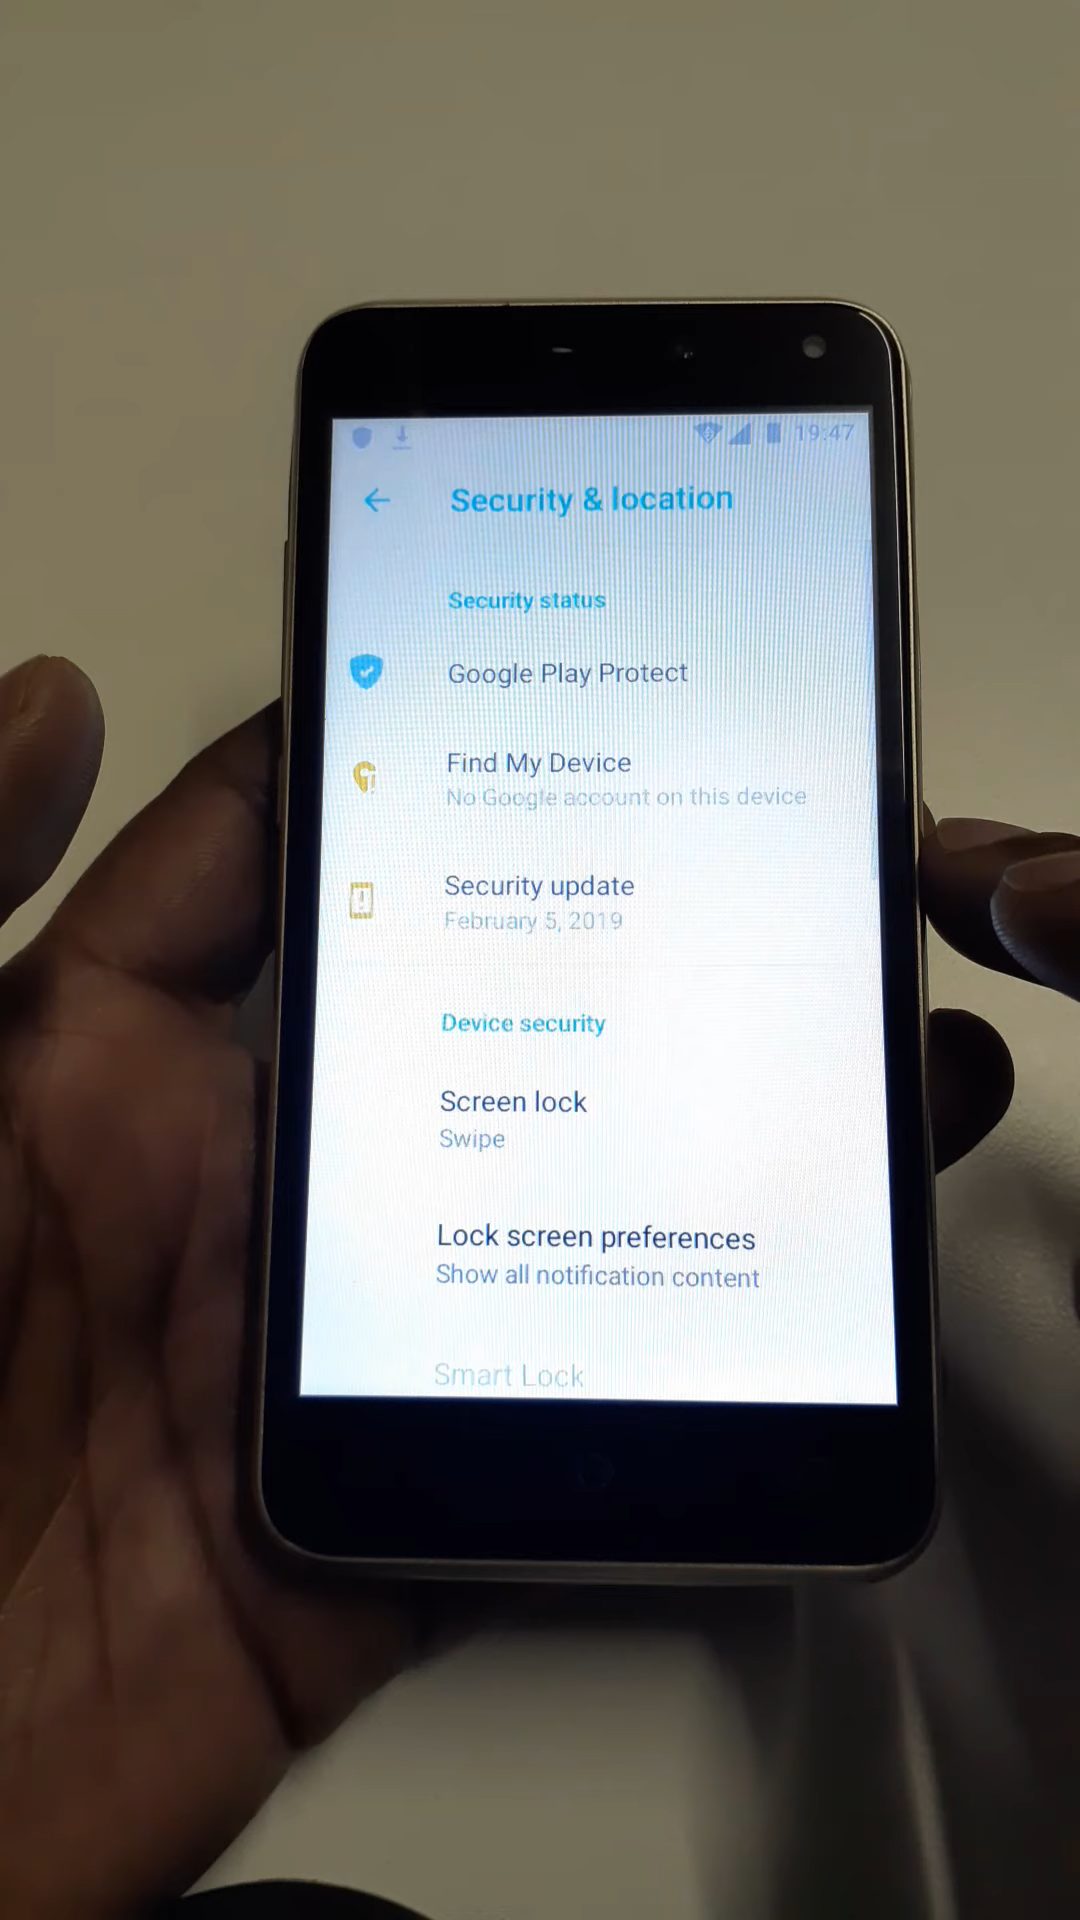 19:47
Security & location
Security status
Google Play Protect
Find My Device
No Google account on this device
Security update
February 5, 2019
Device security
Screen lock
Swipe
Lock screen preferences
Show all notification content
Smart Lock